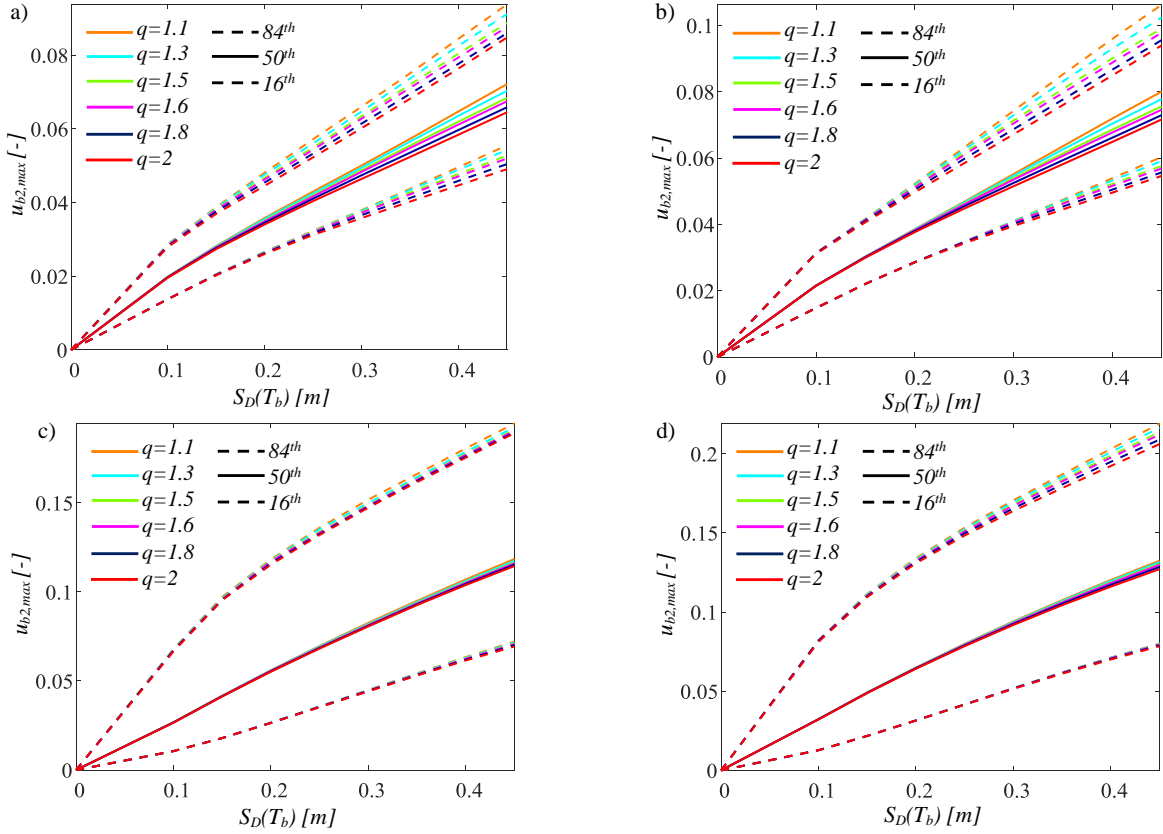 a)
q=1.1 84th
q=1.3 50th
q=1.5 16th
q=1.6
q=1.8
q=2
u_b2,max [-]
0.08
0.06
0.04
0.02
0
0 0.1 0.2 0.3 0.4
S_D(T_b) [m]
b)
q=1.1 84th
q=1.3 50th
q=1.5 16th
q=1.6
q=1.8
q=2
u_b2,max [-]
0.1
0.08
0.06
0.04
0.02
0
0 0.1 0.2 0.3 0.4
S_D(T_b) [m]
c)
q=1.1 84th
q=1.3 50th
q=1.5 16th
q=1.6
q=1.8
q=2
u_b2,max [-]
0.15
0.1
0.05
0
0 0.1 0.2 0.3 0.4
S_D(T_b) [m]
d)
q=1.1 84th
q=1.3 50th
q=1.5 16th
q=1.6
q=1.8
q=2
u_b2,max [-]
0.2
0.15
0.1
0.05
0
0 0.1 0.2 0.3 0.4
S_D(T_b) [m]